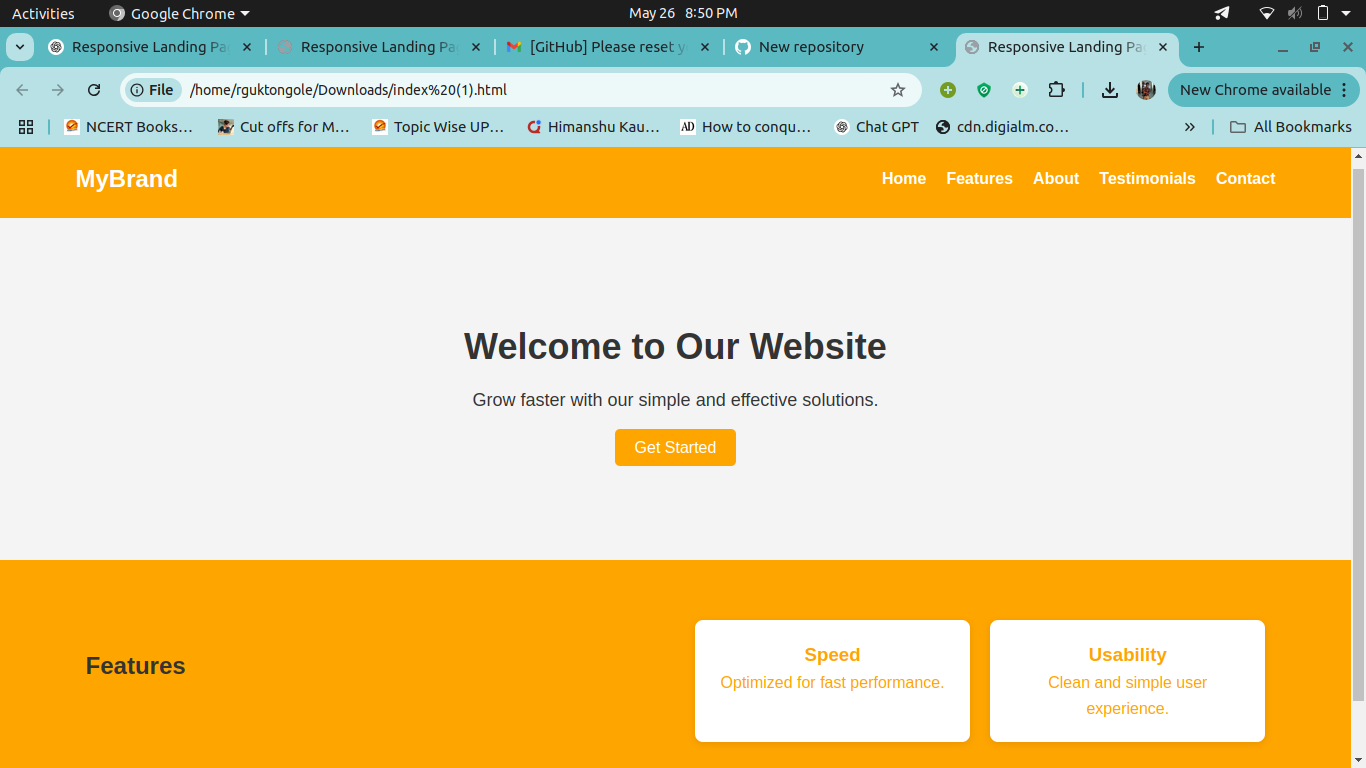 Activities Google Chrome May 26 8:50 PM
Responsive Landing Pa Responsive Landing Pa [GitHub] Please reset y New repository Responsive Landing Pa
File /home/rguktongole/Downloads/index%20(1).html New Chrome available
NCERT Books… Cut offs for M… Topic Wise UP… Himanshu Kau… AD How to conqu… Chat GPT cdn.digialm.co… » All Bookmarks
MyBrand Home Features About Testimonials Contact
Welcome to Our Website
Grow faster with our simple and effective solutions.
Get Started
Features
Speed
Optimized for fast performance.
Usability
Clean and simple user
experience.